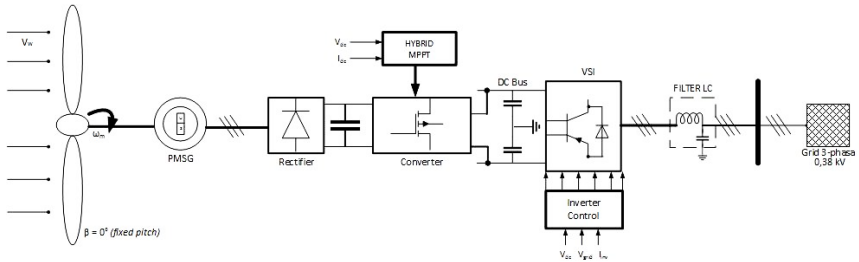 V_w
ω_m
β = 0° (fixed pitch)
PMSG
Rectifier
V_dc
I_dc
HYBRID
MPPT
Converter
DC Bus
VSI
Inverter
Control
V_dc V_grid I_inv
FILTER LC
Grid 3-phasa
0,38 kV